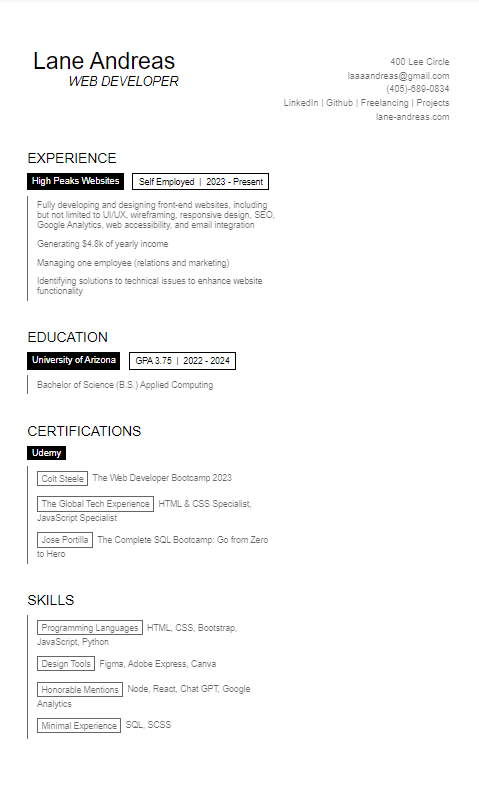 Lane Andreas
WEB DEVELOPER
400 Lee Circle
laaaandreas@gmail.com
(405)-689-0834
LinkedIn | Github | Freelancing | Projects
lane-andreas.com
EXPERIENCE
High Peaks Websites Self Employed | 2023 - Present
Fully developing and designing front-end websites, including
but not limited to UI/UX, wireframing, responsive design, SEO,
Google Analytics, web accessibility, and email integration
Generating $4.8k of yearly income
Managing one employee (relations and marketing)
Identifying solutions to technical issues to enhance website
functionality
EDUCATION
University of Arizona GPA 3.75 | 2022 - 2024
Bachelor of Science (B.S.) Applied Computing
CERTIFICATIONS
Udemy
Colt Steele The Web Developer Bootcamp 2023
The Global Tech Experience HTML & CSS Specialist,
JavaScript Specialist
Jose Portilla The Complete SQL Bootcamp: Go from Zero
to Hero
SKILLS
Programming Languages HTML, CSS, Bootstrap,
JavaScript, Python
Design Tools Figma, Adobe Express, Canva
Honorable Mentions Node, React, Chat GPT, Google
Analytics
Minimal Experience SQL, SCSS